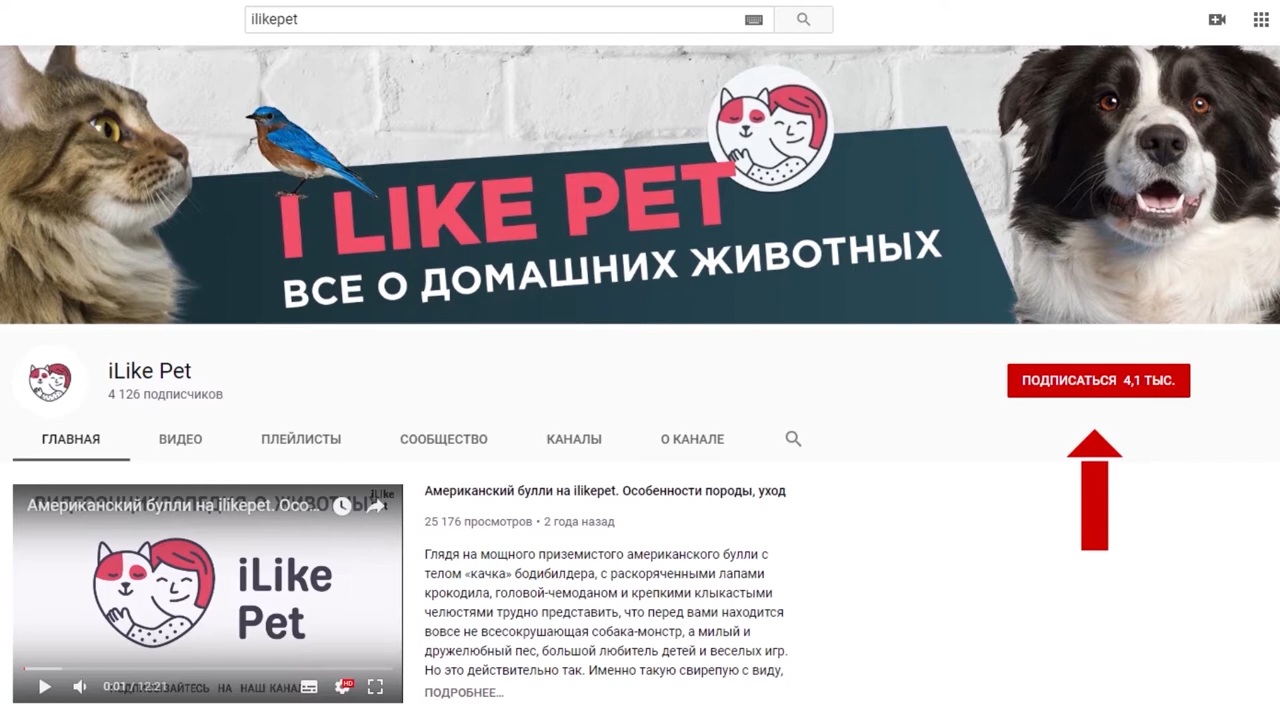 ilikepet
I LIKE PET
ВСЕ О ДОМАШНИХ ЖИВОТНЫХ
iLike Pet
4 126 подписчиков
ПОДПИСАТЬСЯ 4,1 ТЫС.
ГЛАВНАЯ ВИДЕО ПЛЕЙЛИСТЫ СООБЩЕСТВО КАНАЛЫ О КАНАЛЕ
Американский булли на ilikepet. Осо...
iLike
Pet
0:01 / 12:21
HD
Американский булли на ilikepet. Особенности породы, уход
25 176 просмотров • 2 года назад
Глядя на мощного приземистого американского булли с
телом «качка» бодибилдера, с раскоряченными лапами
крокодила, головой-чемоданом и крепкими клыкастыми
челюстями трудно представить, что перед вами находится
вовсе не всесокрушающая собака-монстр, а милый и
дружелюбный пес, большой любитель детей и веселых игр.
Но это действительно так. Именно такую свирепую с виду,
ПОДРОБНЕЕ...